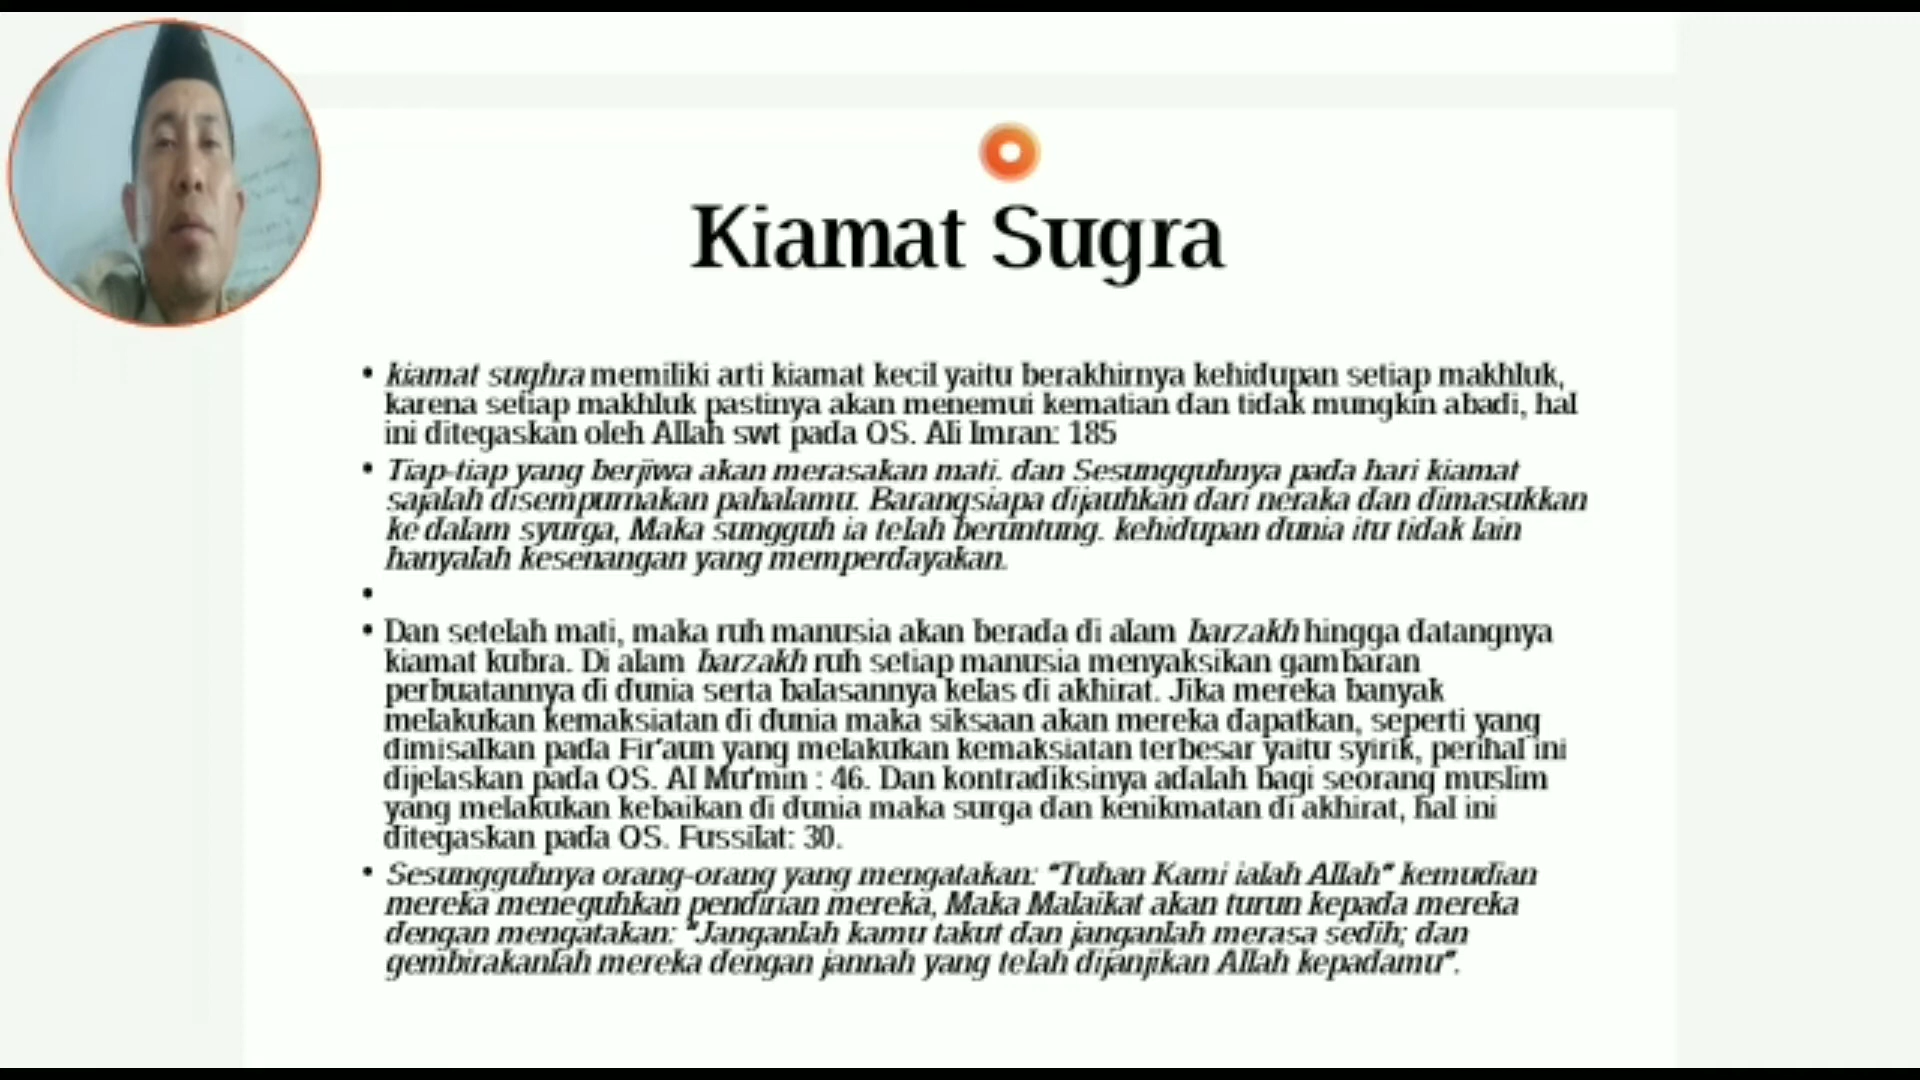 Kiamat Sugra
• kiamat sughra memiliki arti kiamat kecil yaitu berakhirnya kehidupan setiap makhluk,
karena setiap makhluk pastinya akan menemui kematian dan tidak mungkin abadi, hal
ini ditegaskan oleh Allah swt pada QS. Ali Imran: 185
• Tiap-tiap yang berjiwa akan merasakan mati. dan Sesungguhnya pada hari kiamat
sajalah disempurnakan pahalamu. Barangsiapa dijauhkan dari neraka dan dimasukkan
ke dalam syurga, Maka sungguh ia telah beruntung. kehidupan dunia itu tidak lain
hanyalah kesenangan yang memperdayakan.
•
• Dan setelah mati, maka ruh manusia akan berada di alam barzakh hingga datangnya
kiamat kubra. Di alam barzakh ruh setiap manusia menyaksikan gambaran
perbuatannya di dunia serta balasannya kelas di akhirat. Jika mereka banyak
melakukan kemaksiatan di dunia maka siksaan akan mereka dapatkan, seperti yang
dimisalkan pada Fir'aun yang melakukan kemaksiatan terbesar yaitu syirik, perihal ini
dijelaskan pada QS. Al Mu'min : 46. Dan kontradiksinya adalah bagi seorang muslim
yang melakukan kebaikan di dunia maka surga dan kenikmatan di akhirat, hal ini
ditegaskan pada QS. Fussilat: 30.
• Sesungguhnya orang-orang yang mengatakan: "Tuhan Kami ialah Allah" kemudian
mereka meneguhkan pendirian mereka, Maka Malaikat akan turun kepada mereka
dengan mengatakan: "Janganlah kamu takut dan janganlah merasa sedih; dan
gembirakanlah mereka dengan jannah yang telah dijanjikan Allah kepadamu".